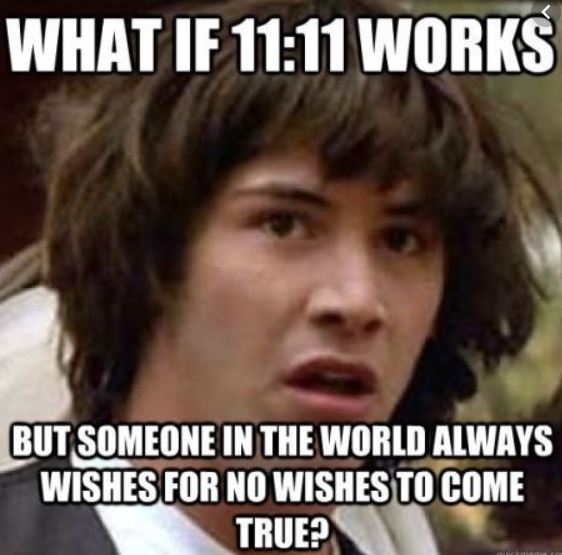 WHAT IF 11:11 WORKS
BUT SOMEONE IN THE WORLD ALWAYS
WISHES FOR NO WISHES TO COME
TRUE?